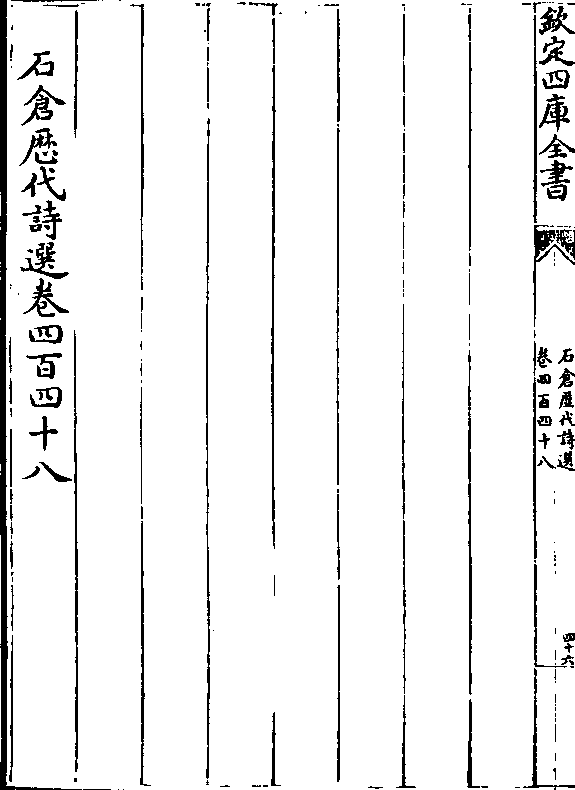 欽定四庫全書
石倉歷代詩選
卷四百四十八
四十六
石倉歷代詩選卷四百四十八